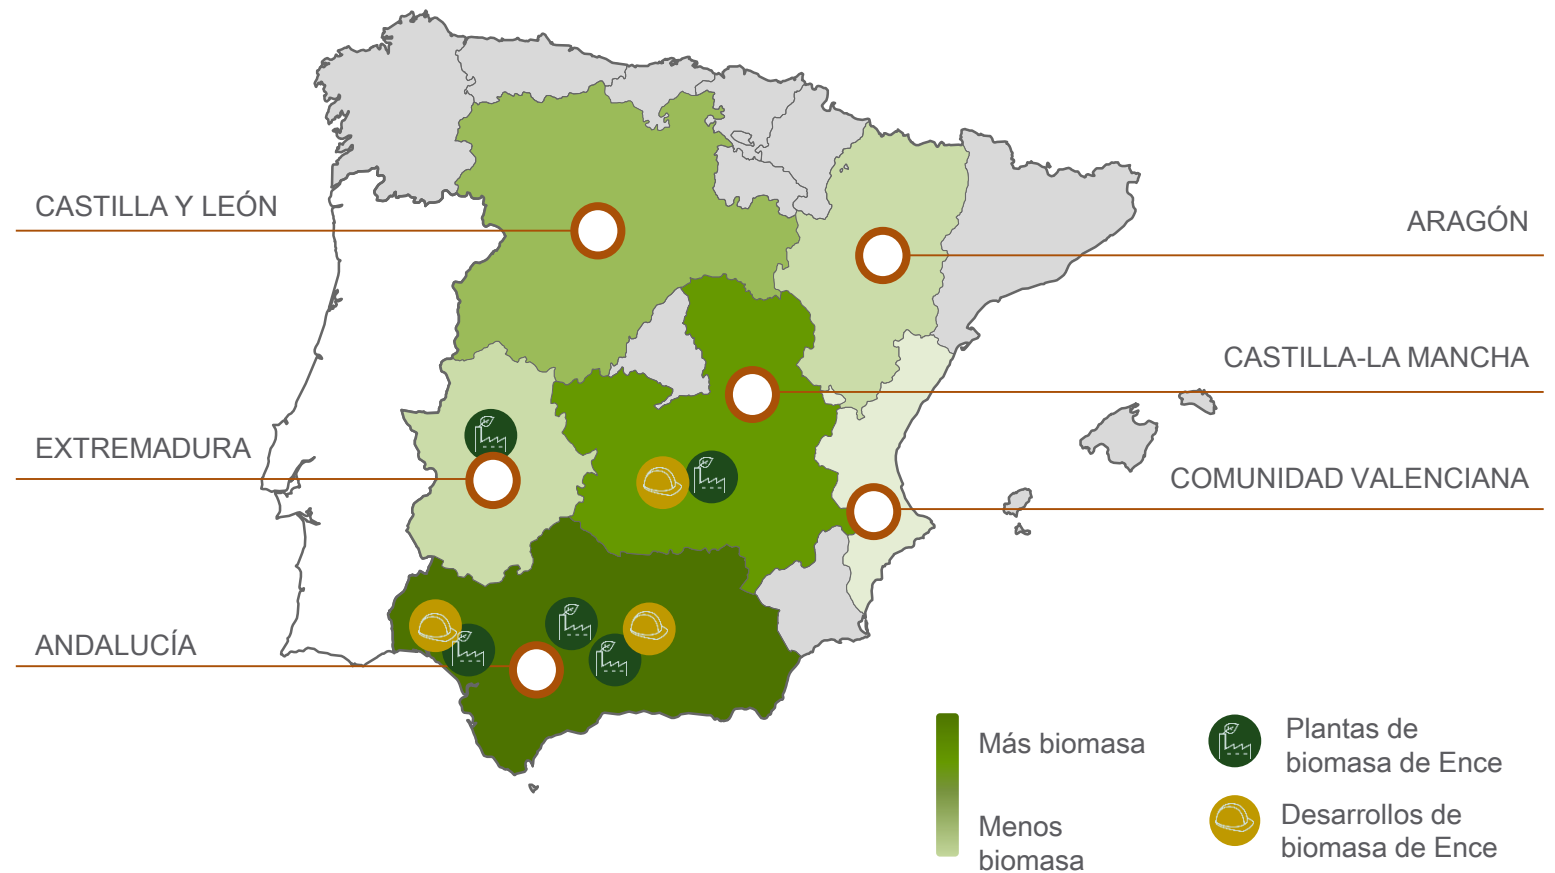 CASTILLA Y LEÓN
ARAGÓN
CASTILLA-LA MANCHA
EXTREMADURA
COMUNIDAD VALENCIANA
ANDALUCÍA
Más biomasa
Menos
biomasa
Plantas de
biomasa de Ence
Desarrollos de
biomasa de Ence